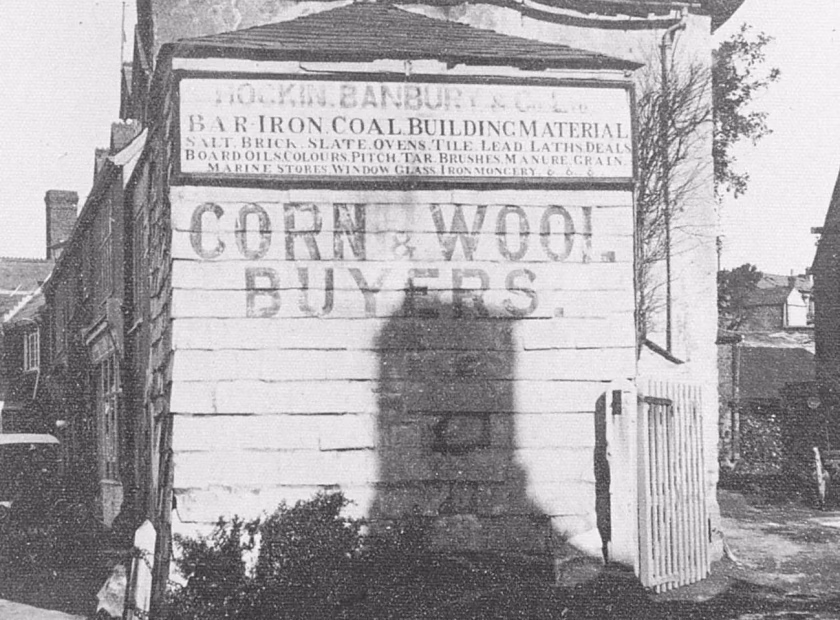 HOCKIN. BANBURY & Co. Ltd.
BAR-IRON. COAL. BUILDING MATERIAL
SALT. BRICK. SLATE. OVENS. TILE. LEAD. LATHS. DEALS
BOARD OILS. COLOURS. PITCH. TAR. BRUSHES. MANURE. GRAIN.
MARINE STORES. WINDOW GLASS. IRONMONGERY, &. &. &.
CORN & WOOL
BUYERS.